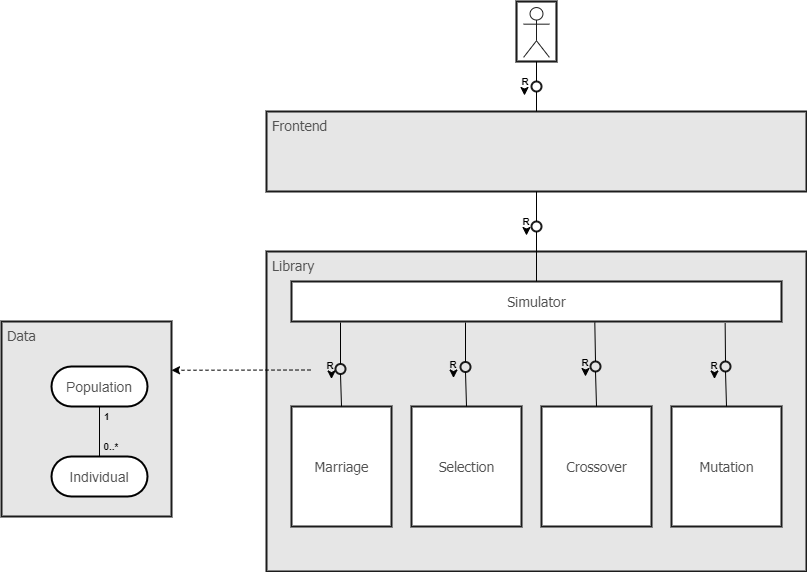 R
Frontend
R
Library
Simulator
Data
R
R
R
R
Population
1
0..*
Individual
Marriage
Selection
Crossover
Mutation